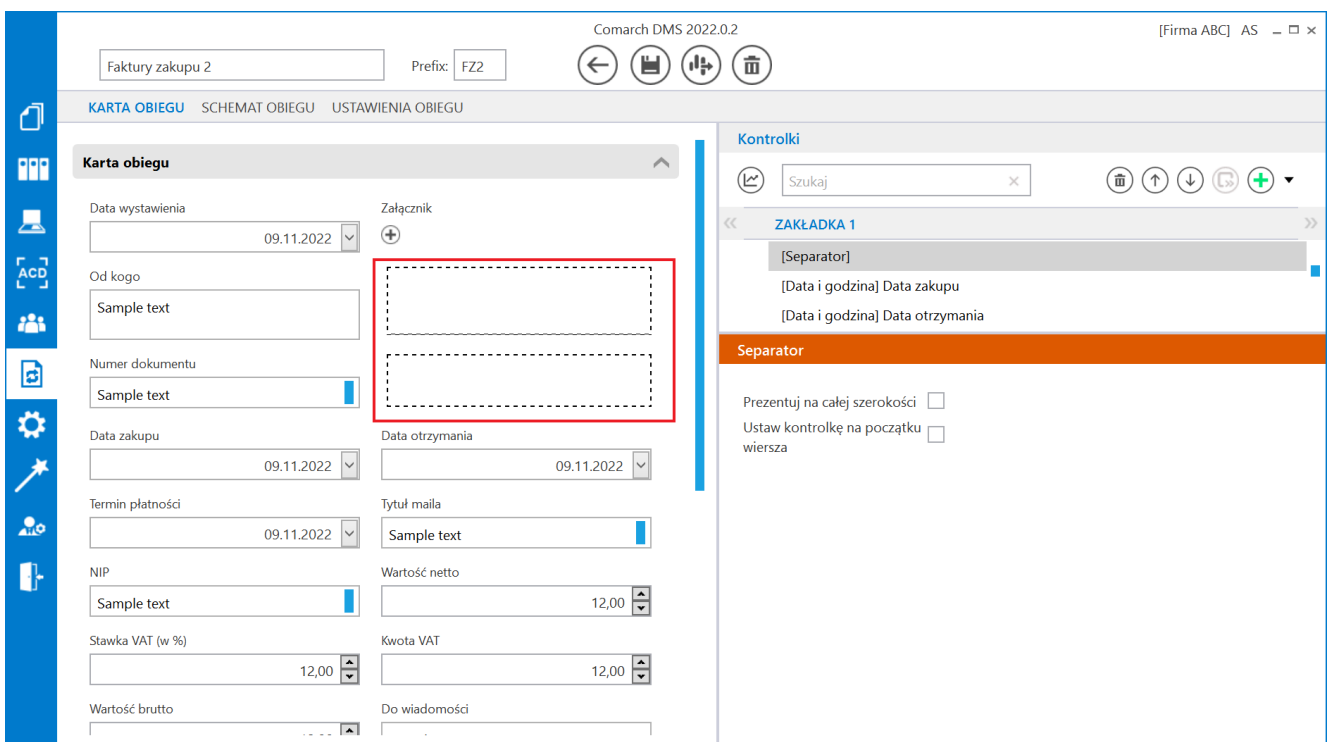 Comarch DMS 2022.0.2
[Firma ABC] AS
Faktury zakupu 2
Prefix: FZ2
KARTA OBIEGU SCHEMAT OBIEGU USTAWIENIA OBIEGU
Karta obiegu
Data wystawienia
Załącznik
09.11.2022
Od kogo
Sample text
Numer dokumentu
Sample text
Data zakupu
Data otrzymania
09.11.2022
09.11.2022
Termin płatności
Tytuł maila
09.11.2022
Sample text
NIP
Wartość netto
Sample text
12,00
Stawka VAT (w %)
Kwota VAT
12,00
12,00
Wartość brutto
Do wiadomości
ACD
Kontrolki
Szukaj
ZAKŁADKA 1
[Separator]
[Data i godzina] Data zakupu
[Data i godzina] Data otrzymania
Separator
Prezentuj na całej szerokości
Ustaw kontrolkę na początku
wiersza